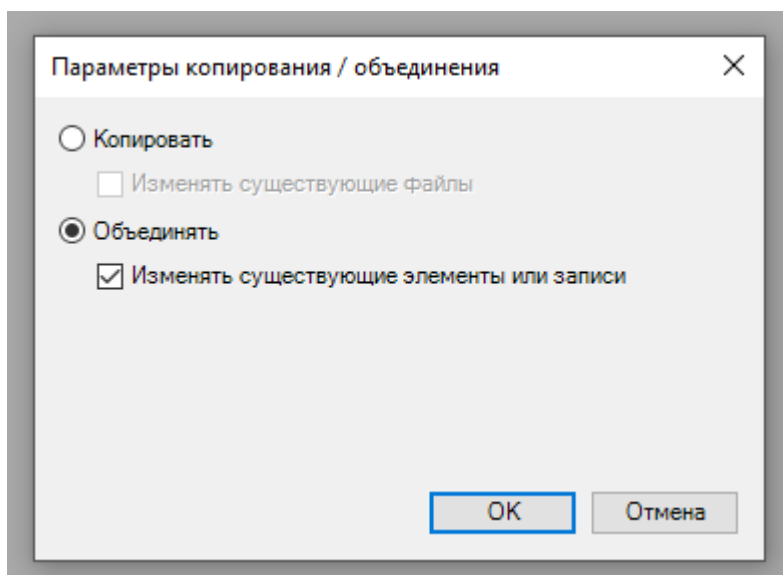 Параметры копирования / объединения
Копировать
Изменять существующие файлы
Объединять
Изменять существующие элементы или записи
OK
Отмена